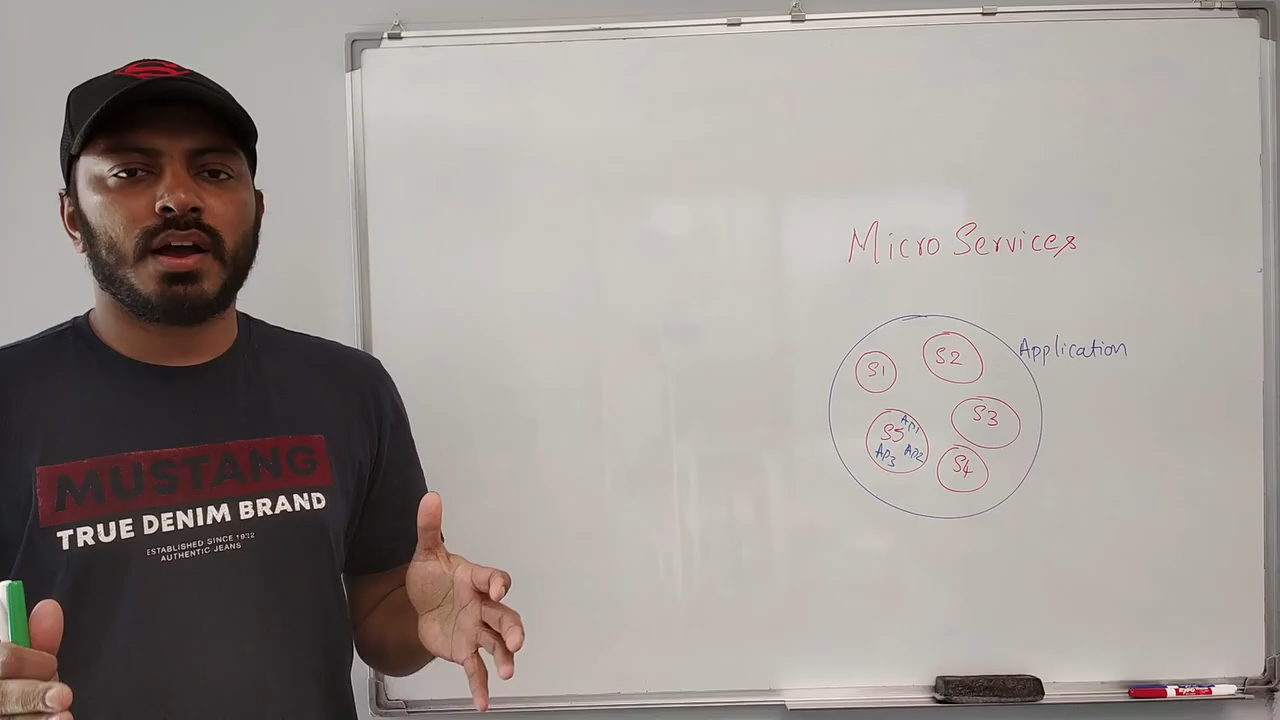 MUSTANG
TRUE DENIM BRAND
ESTABLISHED SINCE 1932
AUTHENTIC JEANS
Micro Services
Application
S1
S2
S3
S5
AP1
AP3
AP2
S4